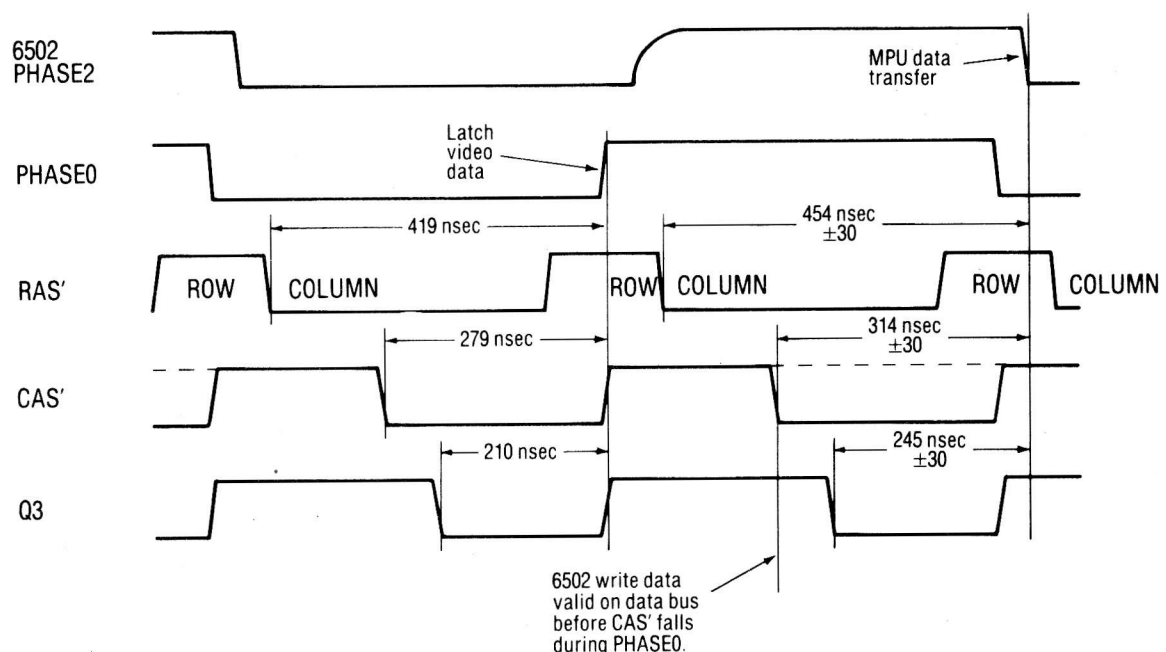 6502
PHASE2
MPU data
transfer
Latch
video
data
PHASE0
419 nsec
454 nsec
±30
RAS'
ROW
COLUMN
ROW
COLUMN
ROW
COLUMN
279 nsec
314 nsec
±30
CAS'
210 nsec
245 nsec
±30
Q3
6502 write data
valid on data bus
before CAS' falls
during PHASE0.